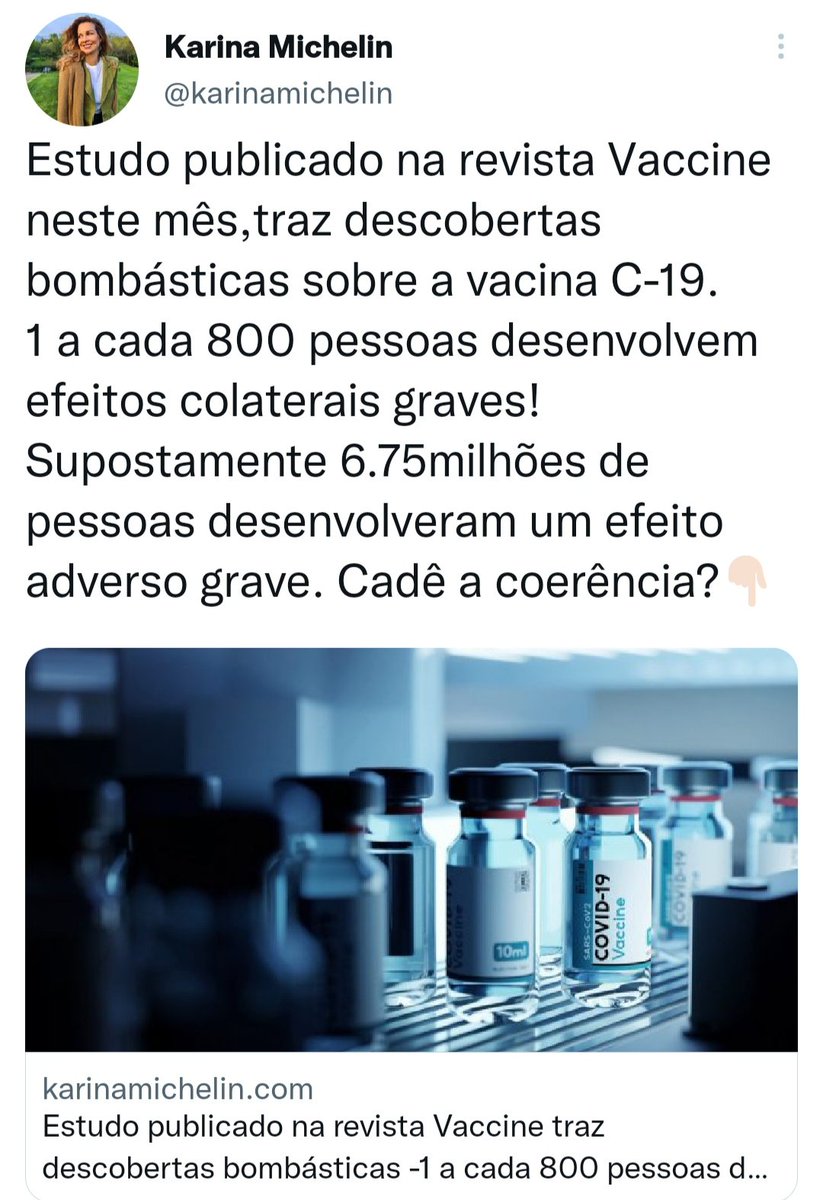 Karina Michelin
@karinamichelin
Estudo publicado na revista Vaccine
neste mês,traz descobertas
bombásticas sobre a vacina C-19.
1 a cada 800 pessoas desenvolvem
efeitos colaterais graves!
Supostamente 6.75milhões de
pessoas desenvolveram um efeito
adverso grave. Cadê a coerência?👇🏻
Vaccine
10ml
SARS-CoV2
COVID-19
Vaccine
COVID-19
karinamichelin.com
Estudo publicado na revista Vaccine traz
descobertas bombásticas -1 a cada 800 pessoas d...